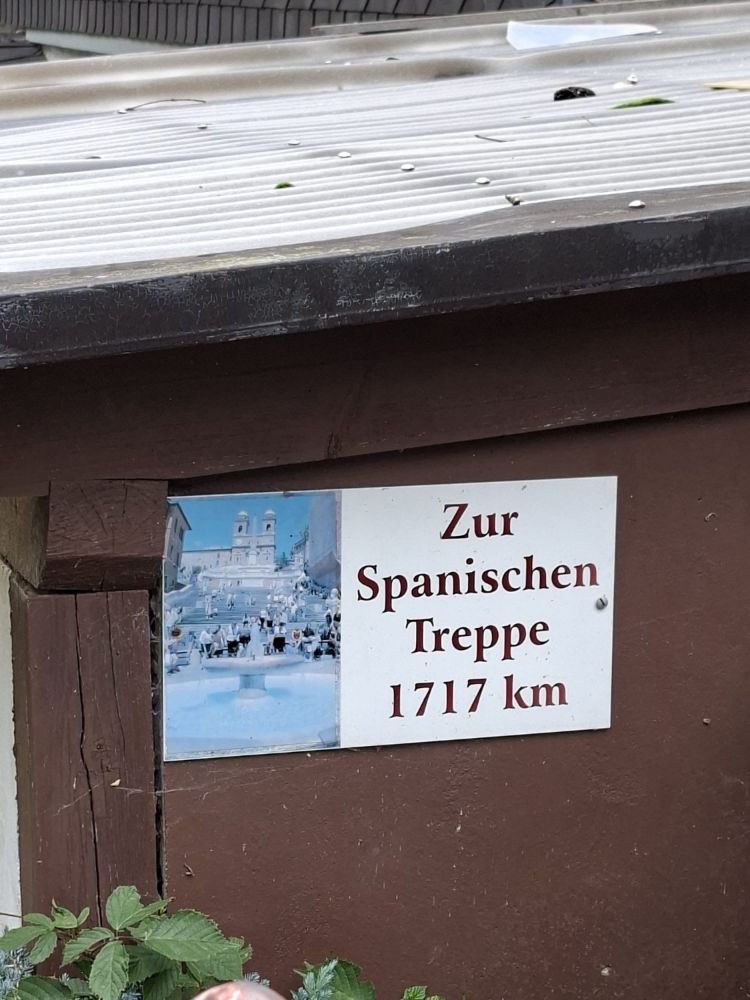 Zur
Spanischen
Treppe
1717 km